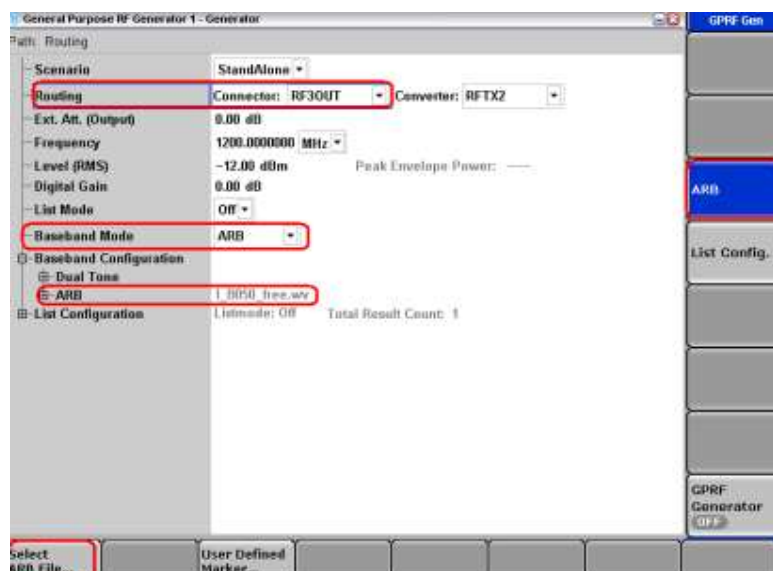 General Purpose RF Generator 1 - Generator
GPRF Gen
Path: Routing
Scenario StandAlone
Routing Connector: RF3OUT Converter: RFTX2
Ext. Att. (Output) 0.00 dB
Frequency 1200.0000000 MHz
Level (RMS) -12.00 dBm Peak Envelope Power: ----
Digital Gain 0.00 dB
List Mode Off
Baseband Mode ARB
Baseband Configuration
Dual Tone
ARB
List Configuration Listmode: Off Total Result Count: 1
ARB
List Config.
GPRF
Generator
OFF
Select
ARB File...
User Defined
Marker...